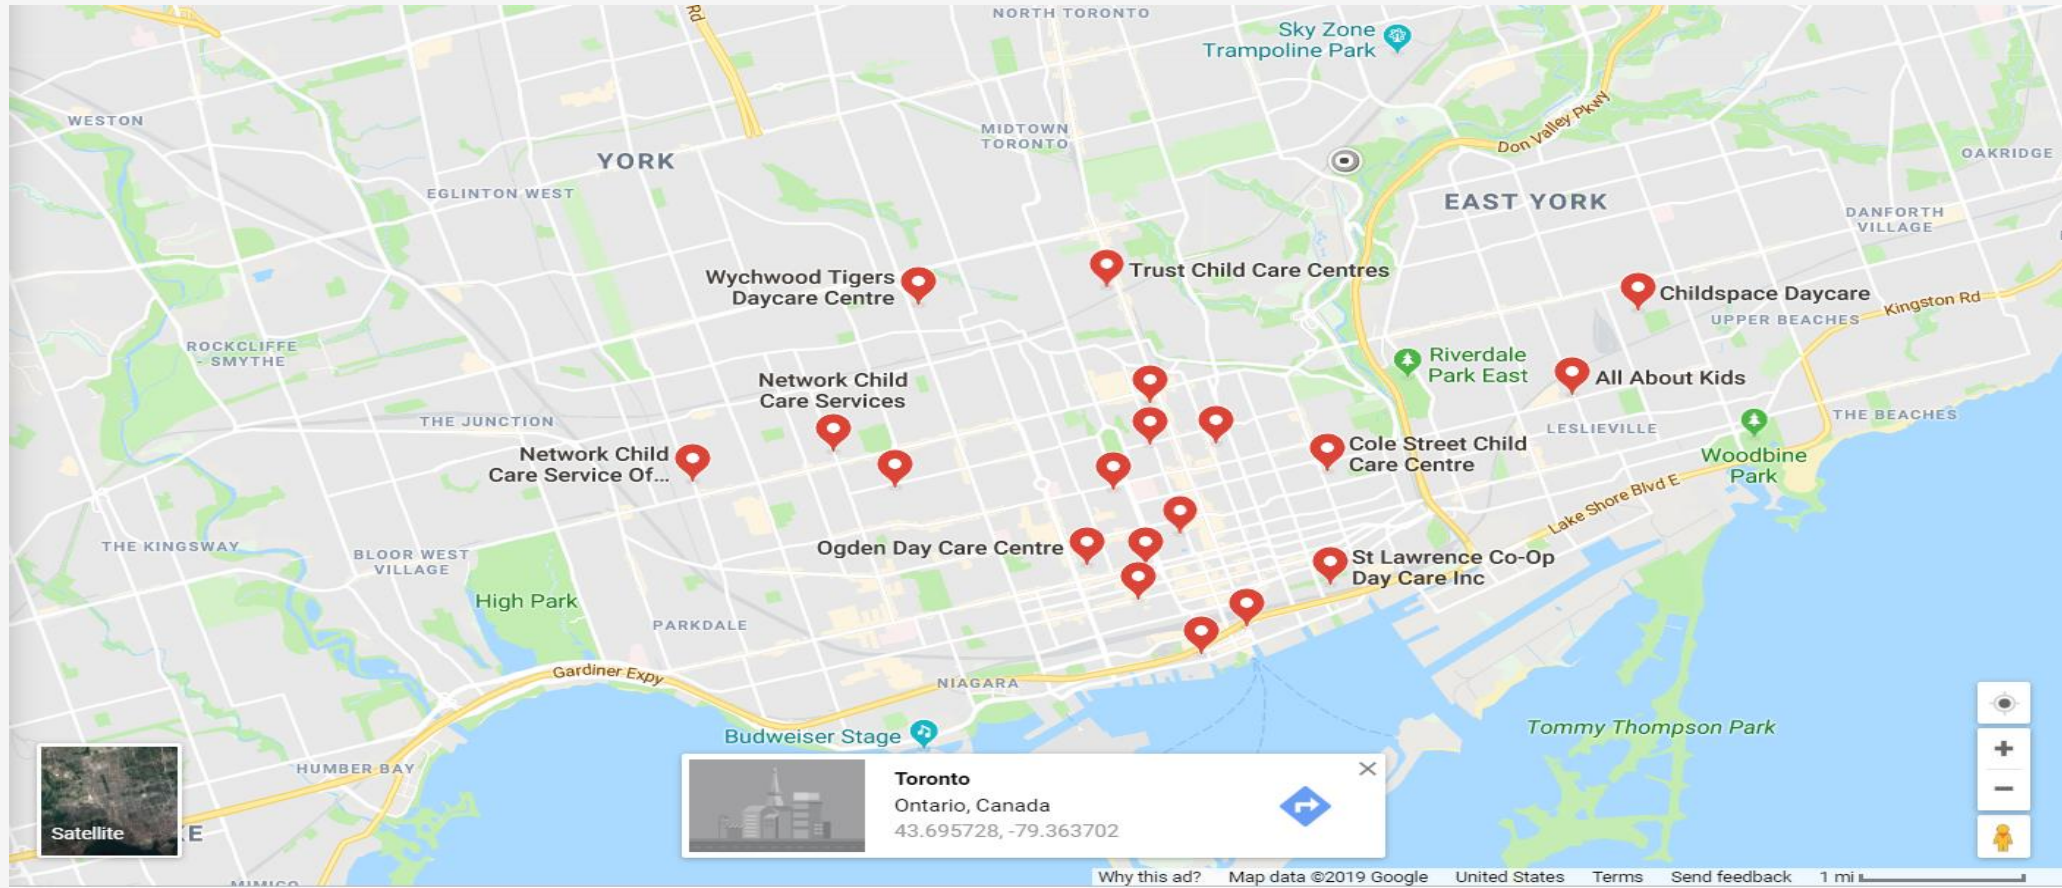 Rd
NORTH TORONTO
Sky Zone
Trampoline Park
WESTON
MIDTOWN
TORONTO
Don Valley Pkwy
YORK
OAKRIDGE
EGLINTON WEST
EAST YORK
DANFORTH
VILLAGE
Wychwood Tigers
Daycare Centre
Trust Child Care Centres
Childspace Daycare
Kingston Rd
UPPER BEACHES
ROCKCLIFFE
- SMYTHE
Riverdale
Park East
All About Kids
Network Child
Care Services
THE JUNCTION
THE BEACHES
LESLIEVILLE
Network Child
Care Service Of...
Cole Street Child
Care Centre
Woodbine
Park
Lake Shore Blvd E
THE KINGSWAY
BLOOR WEST
VILLAGE
Ogden Day Care Centre
St Lawrence Co-Op
Day Care Inc
High Park
PARKDALE
Gardiner Expy
NIAGARA
Budweiser Stage
Tommy Thompson Park
HUMBER BAY
Toronto
Ontario, Canada
43.695728, -79.363702
Satellite
KE
MIMICO
Why this ad? Map data ©2019 Google United States Terms Send feedback 1 mi